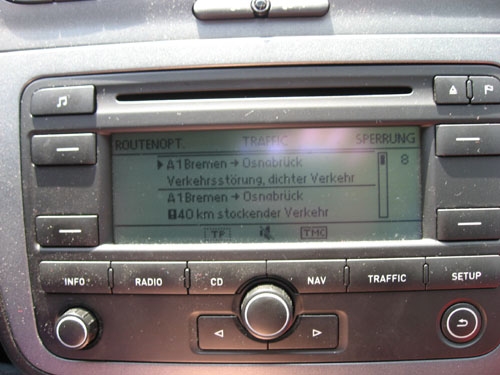 ROUTENOPT. TRAFFIC SPERRUNG
A1 Bremen → Osnabrück 8
Verkehrsstörung, dichter Verkehr
A1 Bremen → Osnabrück
40 km stockender Verkehr
TP TMC
INFO RADIO CD NAV TRAFFIC SETUP